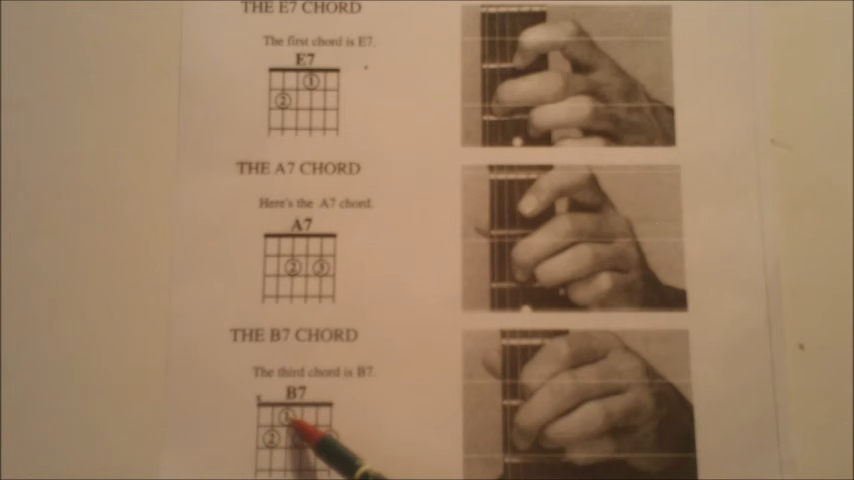 THE E7 CHORD
The first chord is E7.
E7
1
2
THE A7 CHORD
Here's the A7 chord.
A7
2 3
THE B7 CHORD
The third chord is B7.
B7
x
1
2